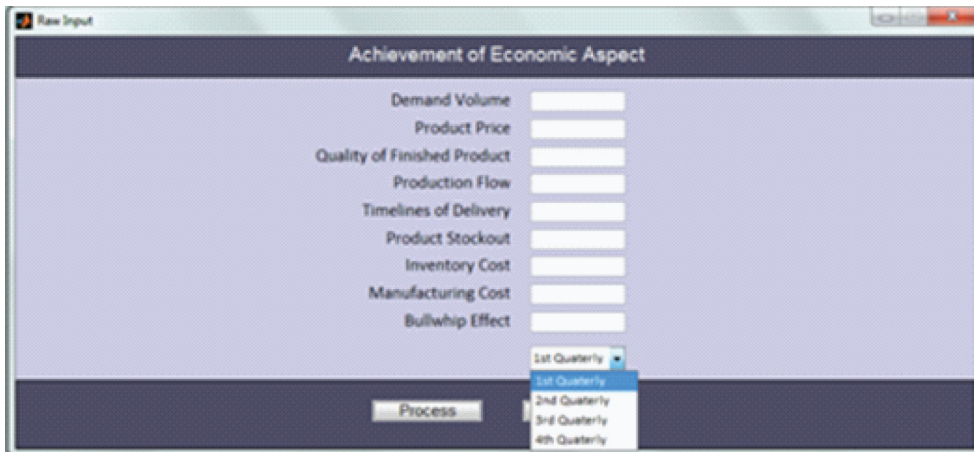 Raw Input
Achievement of Economic Aspect
Demand Volume
Product Price
Quality of Finished Product
Production Flow
Timelines of Delivery
Product Stockout
Inventory Cost
Manufacturing Cost
Bullwhip Effect
1st Quaterly
1st Quaterly
2nd Quaterly
3rd Quaterly
4th Quaterly
Process